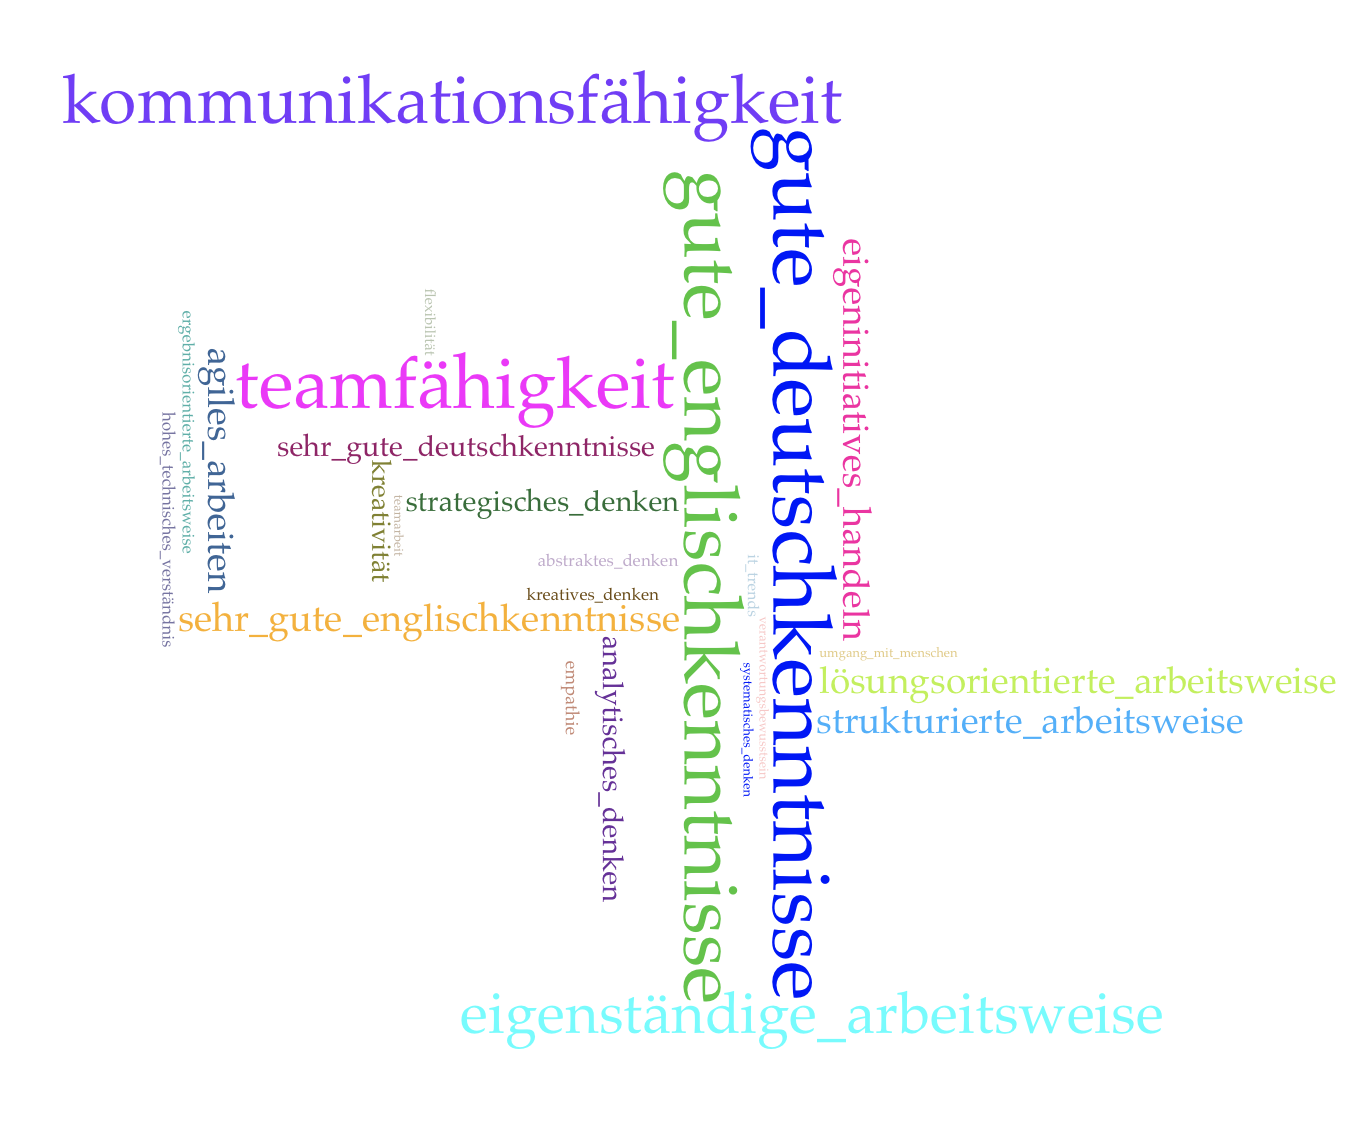 kommunikationsfähigkeit
gute_deutschkenntnisse
gute_englischkenntnisse
eigeninitiatives_handeln
flexibilität
ergebnisorientierte_arbeitsweise
agiles_arbeiten
teamfähigkeit
hohes_technisches_verständnis
sehr_gute_deutschkenntnisse
kreativität
teamarbeit
strategisches_denken
abstraktes_denken
it_trends
kreatives_denken
sehr_gute_englischkenntnisse
verantwortungsbewusstsein
analytisches_denken
umgang_mit_menschen
empathie
systematisches_denken
lösungsorientierte_arbeitsweise
strukturierte_arbeitsweise
eigenständige_arbeitsweise